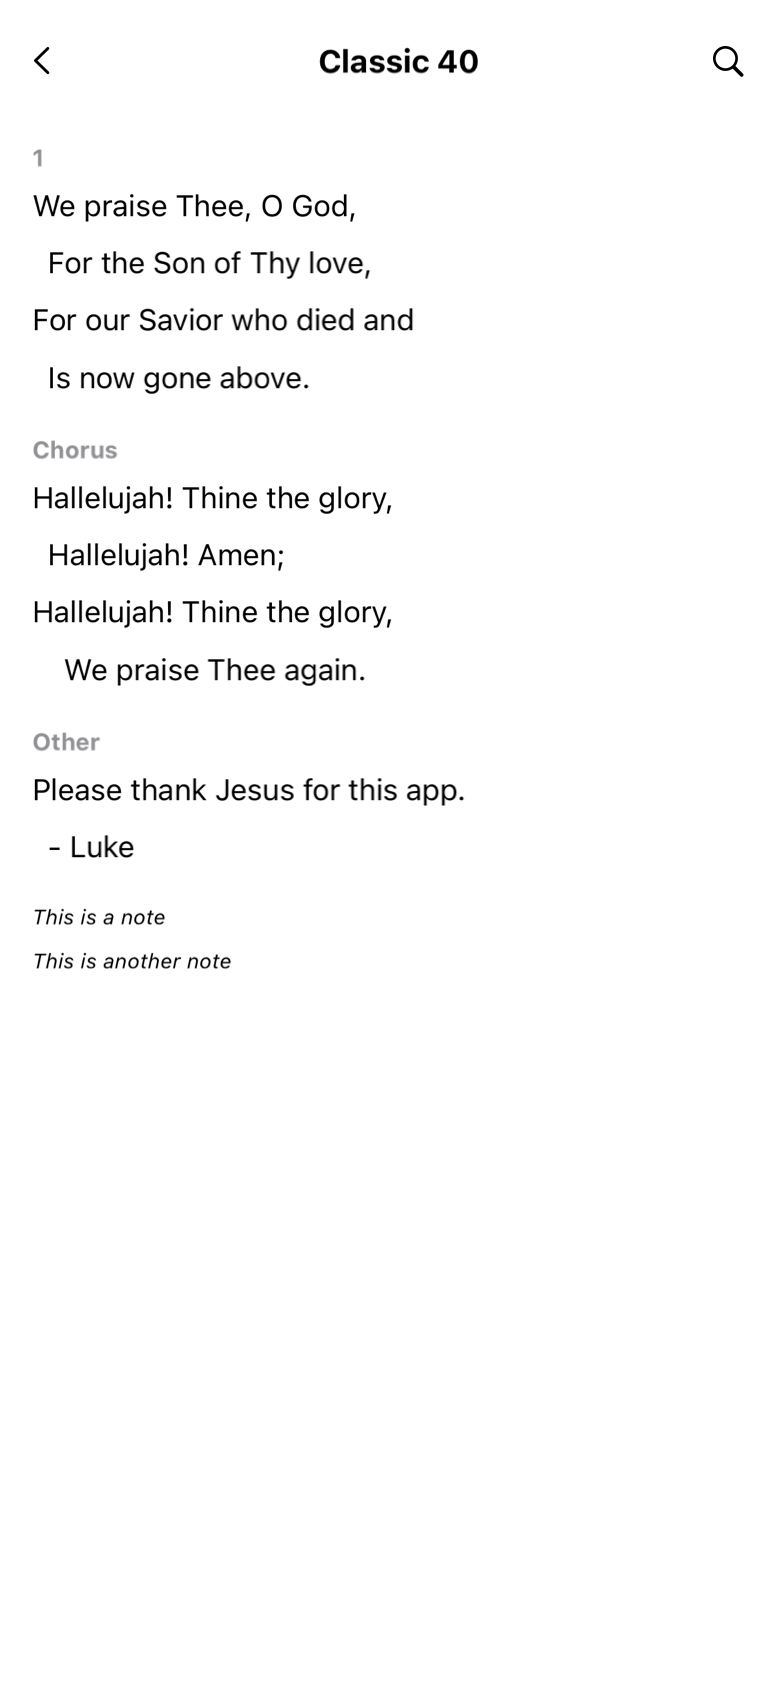 Classic 40
1
We praise Thee, O God,
For the Son of Thy love,
For our Savior who died and
Is now gone above.
Chorus
Hallelujah! Thine the glory,
Hallelujah! Amen;
Hallelujah! Thine the glory,
We praise Thee again.
Other
Please thank Jesus for this app.
- Luke
This is a note
This is another note